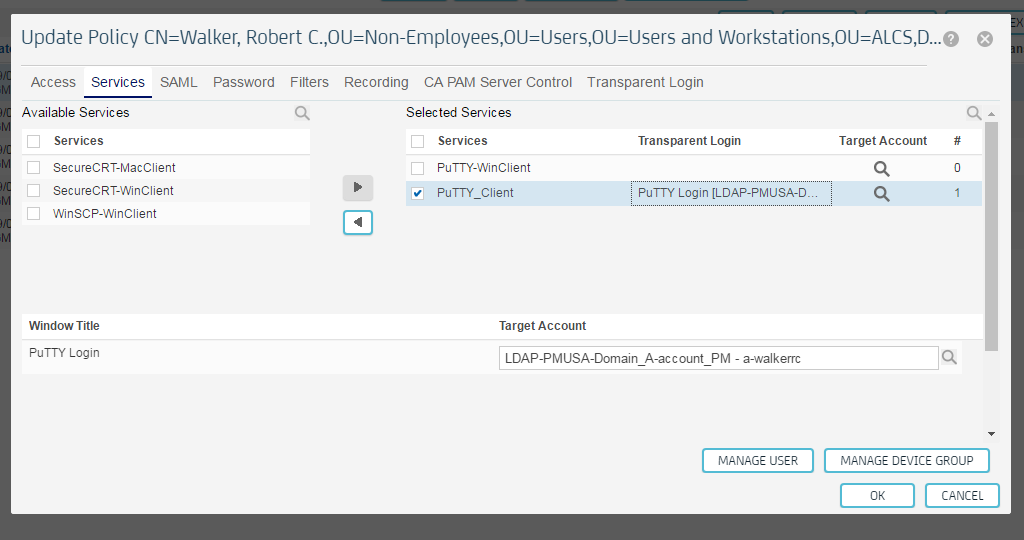 Update Policy CN=Walker, Robert C.,OU=Non-Employees,OU=Users,OU=Users and Workstations,OU=ALCS,D...
Access Services SAML Password Filters Recording CA PAM Server Control Transparent Login
Available Services
Services
SecureCRT-MacClient
SecureCRT-WinClient
WinSCP-WinClient
Selected Services
Services Transparent Login Target Account #
PuTTY-WinClient 0
PuTTY_Client PuTTY Login [LDAP-PMUSA-D... 1
Window Title Target Account
PuTTY Login LDAP-PMUSA-Domain_A-account_PM - a-walkerrc
MANAGE USER MANAGE DEVICE GROUP
OK CANCEL